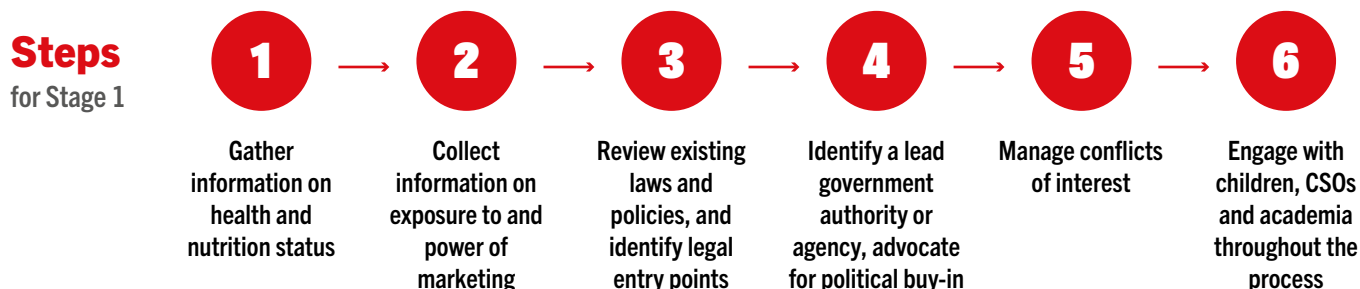 Steps
for Stage 1
1
2
3
4
5
6
Gather
information on
health and
nutrition status
Collect
information on
exposure to and
power of
marketing
Review existing
laws and
policies, and
identify legal
entry points
Identify a lead
government
authority or
agency, advocate
for political buy-in
Manage conflicts
of interest
Engage with
children, CSOs
and academia
throughout the
process